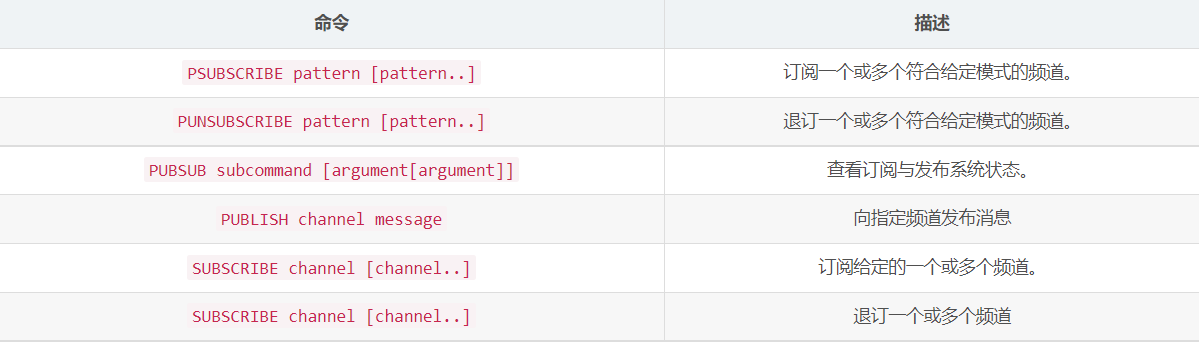 命令 描述
PSUBSCRIBE pattern [pattern..] 订阅一个或多个符合给定模式的频道。
PUNSUBSCRIBE pattern [pattern..] 退订一个或多个符合给定模式的频道。
PUBSUB subcommand [argument[argument]] 查看订阅与发布系统状态。
PUBLISH channel message 向指定频道发布消息
SUBSCRIBE channel [channel..] 订阅给定的一个或多个频道。
SUBSCRIBE channel [channel..] 退订一个或多个频道